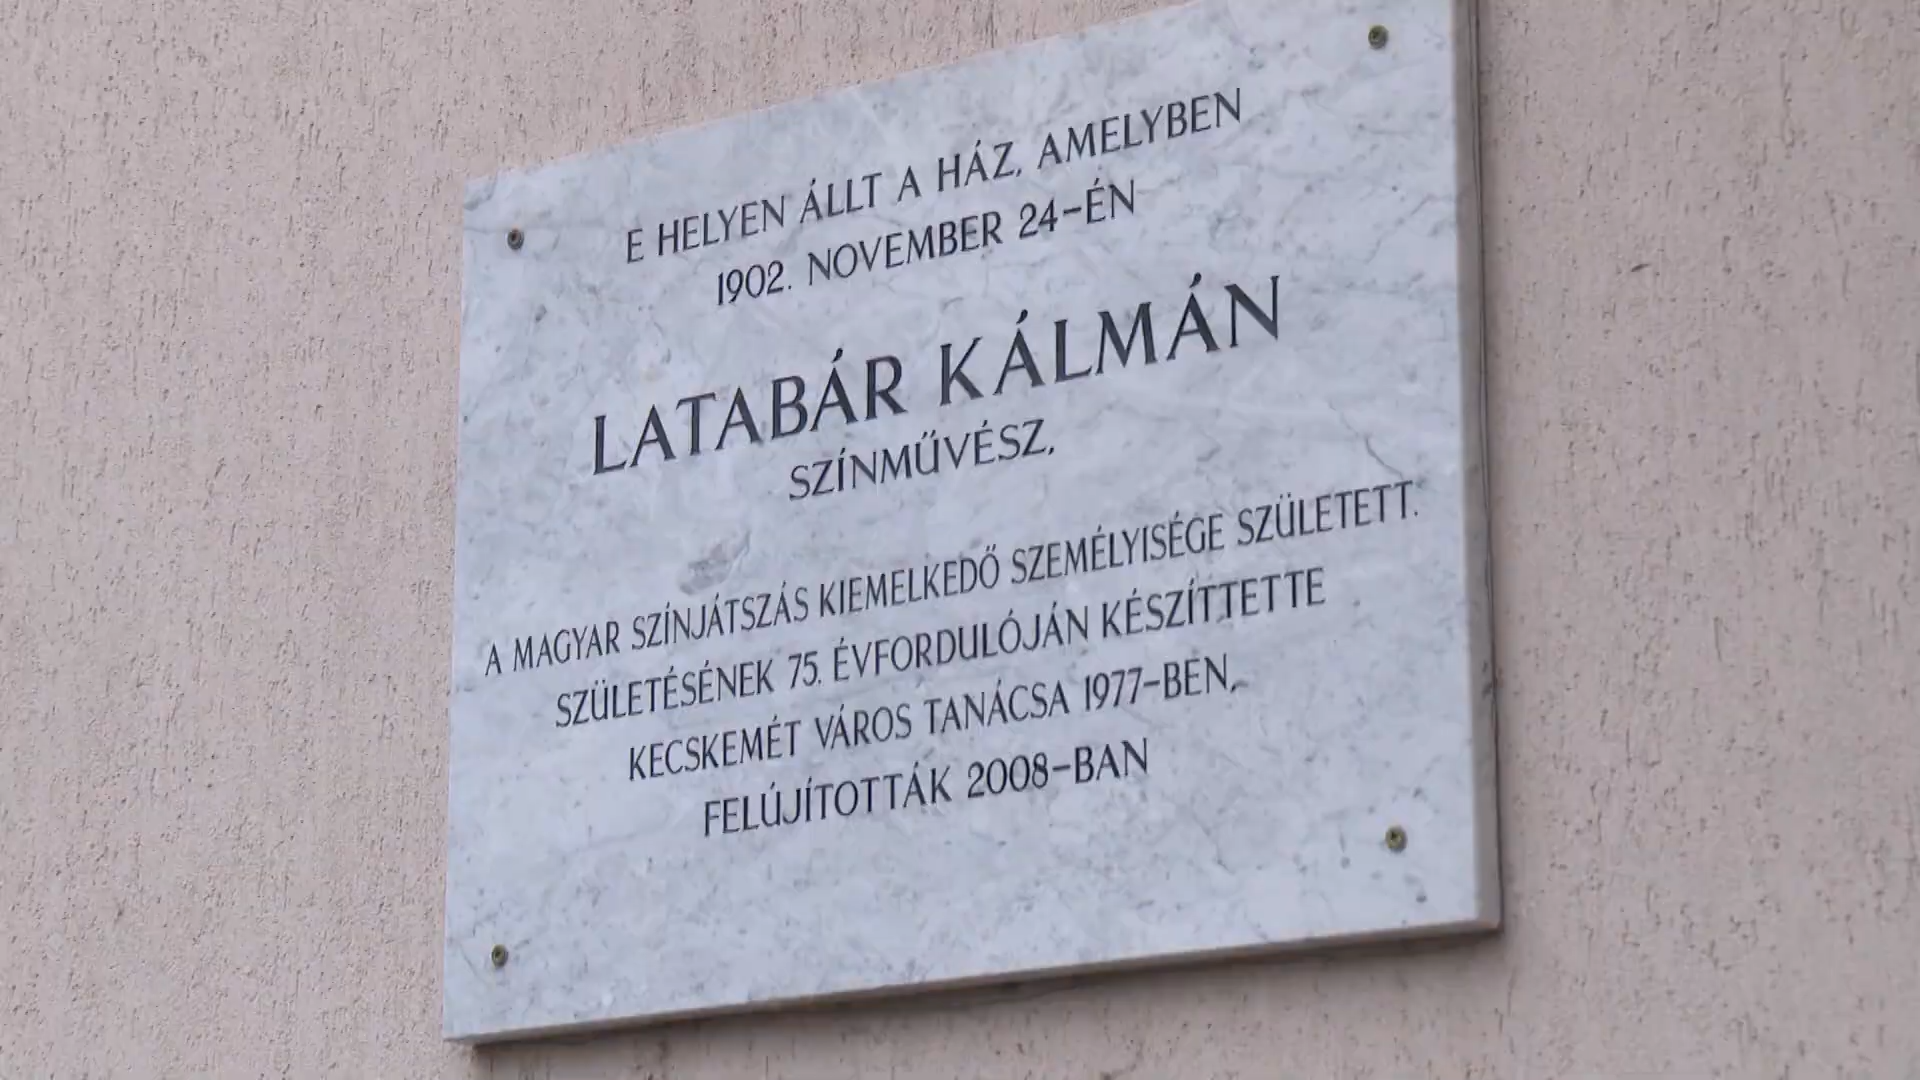 E HELYEN ÁLLT A HÁZ, AMELYBEN
1902. NOVEMBER 24-ÉN
LATABÁR KÁLMÁN
SZÍNMŰVÉSZ,
A MAGYAR SZÍNJÁTSZÁS KIEMELKEDŐ SZEMÉLYISÉGE SZÜLETETT.
SZÜLETÉSÉNEK 75. ÉVFORDULÓJÁN KÉSZÍTTETTE
KECSKEMÉT VÁROS TANÁCSA 1977-BEN,
FELÚJÍTOTTÁK 2008-BAN